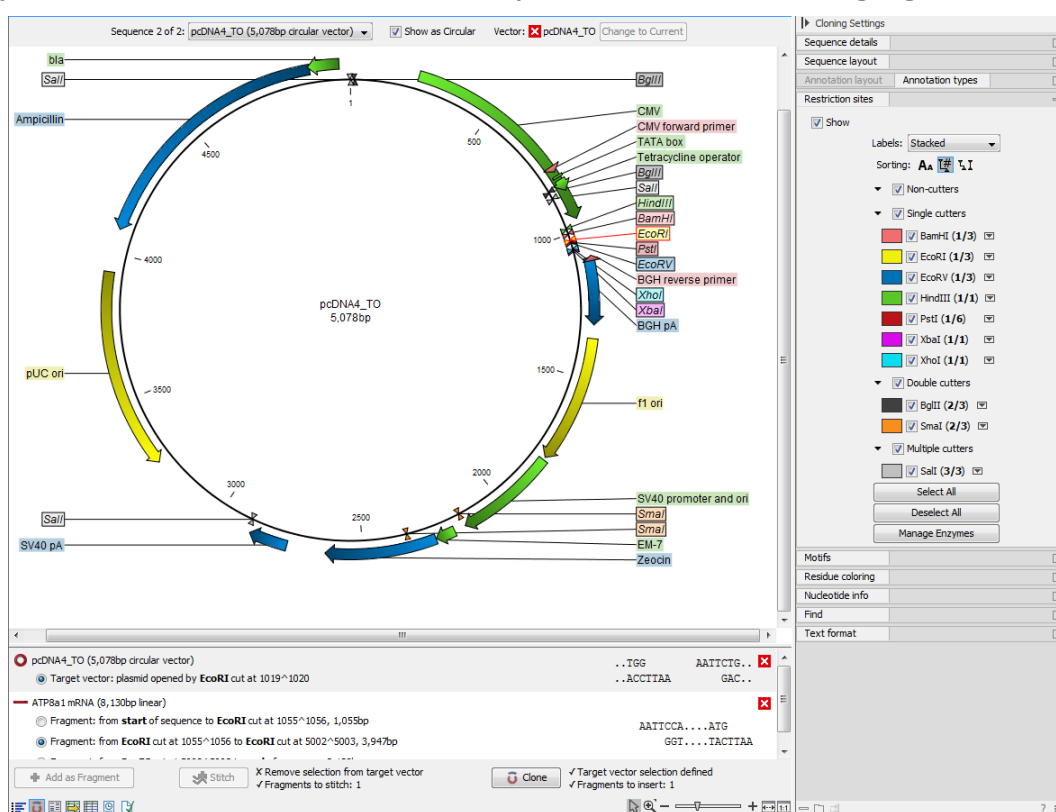 Sequence 2 of 2: pcDNA4_TO (5,078bp circular vector) Show as Circular Vector: pcDNA4_TO Change to Current
bla
SalI
Ampicillin
pUC ori
SalI
SV40 pA
BglII
CMV
CMV forward primer
TATA box
Tetracycline operator
BglII
SalI
HindIII
BamHI
EcoRI
PstI
EcoRV
BGH reverse primer
XhoI
XbaI
BGH pA
f1 ori
SV40 promoter and ori
SmaI
SmaI
EM-7
Zeocin
1
500
1000
1500
2000
2500
3000
3500
4000
4500
pcDNA4_TO
5,078bp
Cloning Settings
Sequence details
Sequence layout
Annotation layout Annotation types
Restriction sites
Show
Labels: Stacked
Sorting: AA
Non-cutters
Single cutters
BamHI (1/3)
EcoRI (1/3)
EcoRV (1/3)
HindIII (1/1)
PstI (1/6)
XbaI (1/1)
XhoI (1/1)
Double cutters
BglII (2/3)
SmaI (2/3)
Multiple cutters
SalI (3/3)
Select All
Deselect All
Manage Enzymes
Motifs
Residue coloring
Nucleotide info
Find
Text format
pcDNA4_TO (5,078bp circular vector)
Target vector: plasmid opened by EcoRI cut at 1019^1020
..TGG AATTCTG..
..ACCTTAA GAC..
ATP8a1 mRNA (8,130bp linear)
Fragment: from start of sequence to EcoRI cut at 1055^1056, 1,055bp
Fragment: from EcoRI cut at 1055^1056 to EcoRI cut at 5002^5003, 3,947bp
AATTCCA....ATG
GGT....TACTTAA
Add as Fragment
Stitch
X Remove selection from target vector
√ Fragments to stitch: 1
Clone
√ Target vector selection defined
√ Fragments to insert: 1